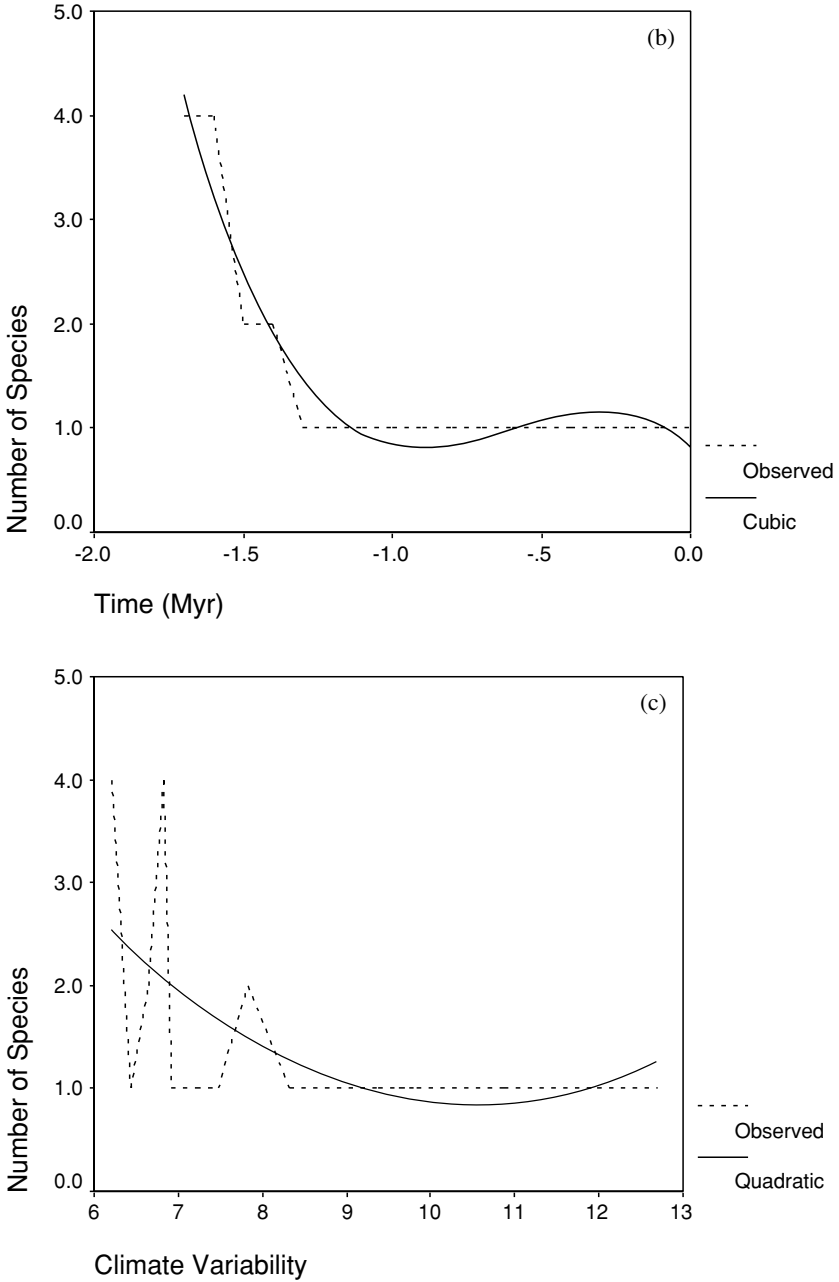 (b)
5.0
4.0
3.0
2.0
1.0
0.0
Number of Species
-2.0 -1.5 -1.0 -.5 0.0
Time (Myr)
Observed
Cubic
(c)
5.0
4.0
3.0
2.0
1.0
0.0
Number of Species
6 7 8 9 10 11 12 13
Climate Variability
Observed
Quadratic